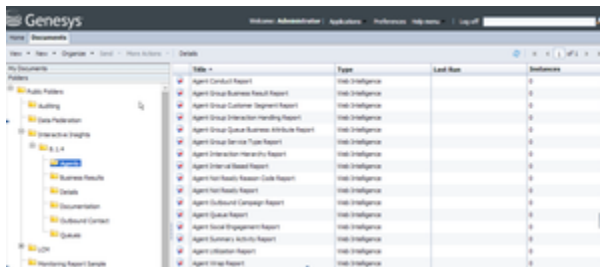 Genesys
Welcome: Administrator | Applications Preferences Help menu | Log off
Home Documents
View New Organize Send More Actions Details
1 of 1
My Documents
Folders
Title Type Last Run Instances
Public Folders
Auditing
Data Federation
Interactive Insights
8.1.4
Agents
Business Results
Details
Documentation
Outbound Contact
Queues
LCM
Monitoring Report Sample
Agent Conduct Report Web Intelligence 0
Agent Group Business Result Report Web Intelligence 0
Agent Group Customer Segment Report Web Intelligence 0
Agent Group Interaction Handling Report Web Intelligence 0
Agent Group Queue Business Attribute Report Web Intelligence 0
Agent Group Service Type Report Web Intelligence 0
Agent Interaction Hierarchy Report Web Intelligence 0
Agent Interval Based Report Web Intelligence 0
Agent Not Ready Reason Code Report Web Intelligence 0
Agent Not Ready Report Web Intelligence 0
Agent Outbound Campaign Report Web Intelligence 0
Agent Queue Report Web Intelligence 0
Agent Social Engagement Report Web Intelligence 0
Agent Summary Activity Report Web Intelligence 0
Agent Utilization Report Web Intelligence 0
Agent Wrap Report Web Intelligence 0